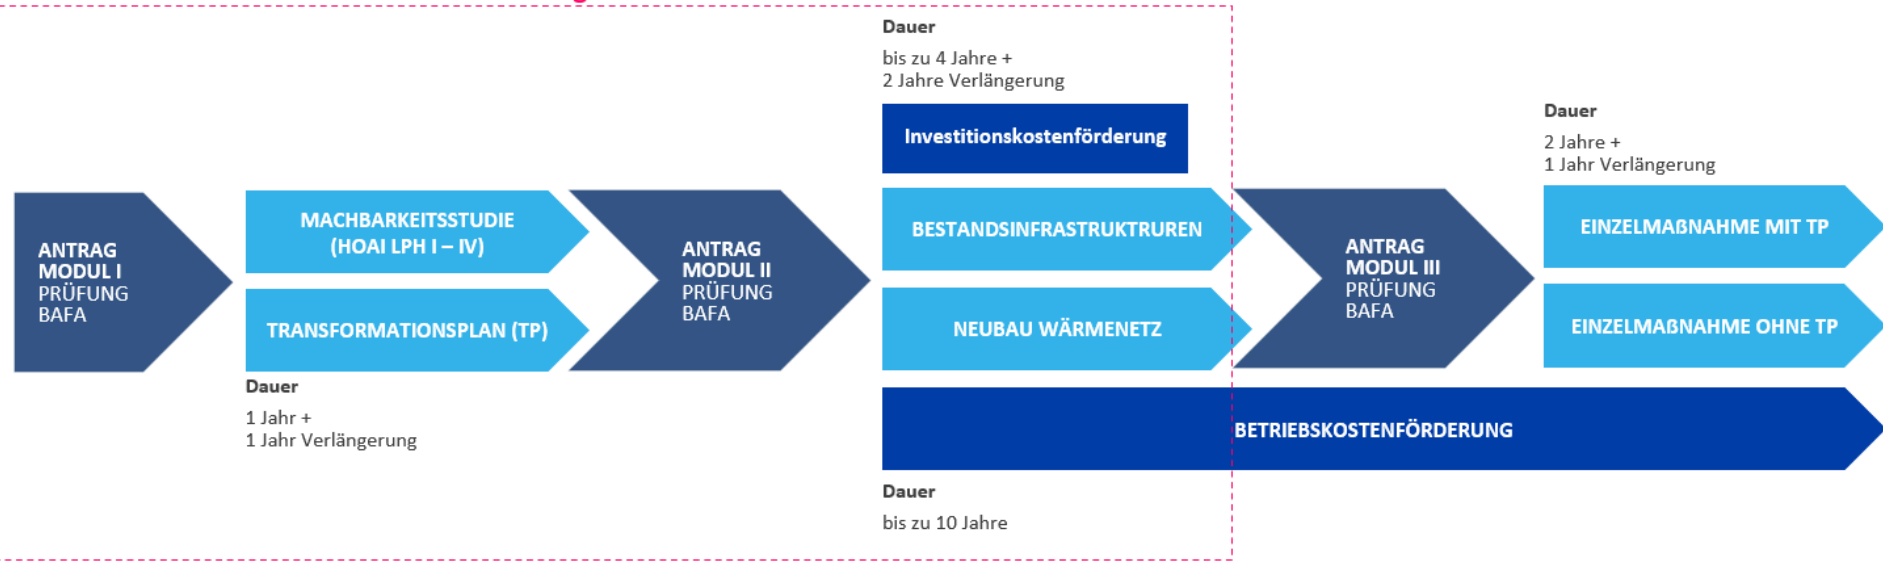 ANTRAG
MODUL I
PRÜFUNG
BAFA
MACHBARKEITSSTUDIE
(HOAI LPH I – IV)
TRANSFORMATIONSPLAN (TP)
Dauer
1 Jahr +
1 Jahr Verlängerung
ANTRAG
MODUL II
PRÜFUNG
BAFA
Dauer
bis zu 4 Jahre +
2 Jahre Verlängerung
Investitionskostenförderung
BESTANDSINFRASTRUKTRUREN
NEUBAU WÄRMENETZ
BETRIEBSKOSTENFÖRDERUNG
Dauer
bis zu 10 Jahre
ANTRAG
MODUL III
PRÜFUNG
BAFA
Dauer
2 Jahre +
1 Jahr Verlängerung
EINZELMAßNAHME MIT TP
EINZELMAßNAHME OHNE TP